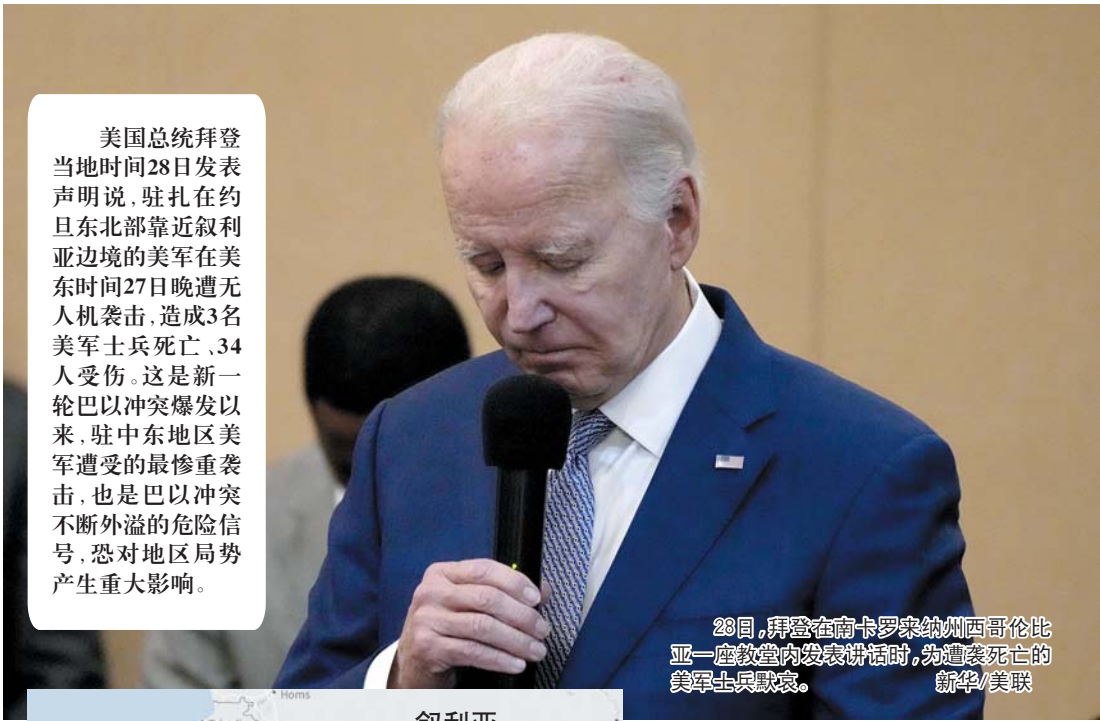 美国总统拜登
当地时间28日发表
声明说,驻扎在约
旦东北部靠近叙利
亚边境的美军在美
东时间27日晚遭无
人机袭击,造成3名
美军士兵死亡、34
人受伤。这是新一
轮巴以冲突爆发以
来,驻中东地区美
军遭受的最惨重袭
击,也是巴以冲突
不断外溢的危险信
号,恐对地区局势
产生重大影响。
28日,拜登在南卡罗来纳州西哥伦比
亚一座教堂内发表讲话时,为遭袭死亡的
美军士兵默哀。 新华/美联
Homs
叙利亚